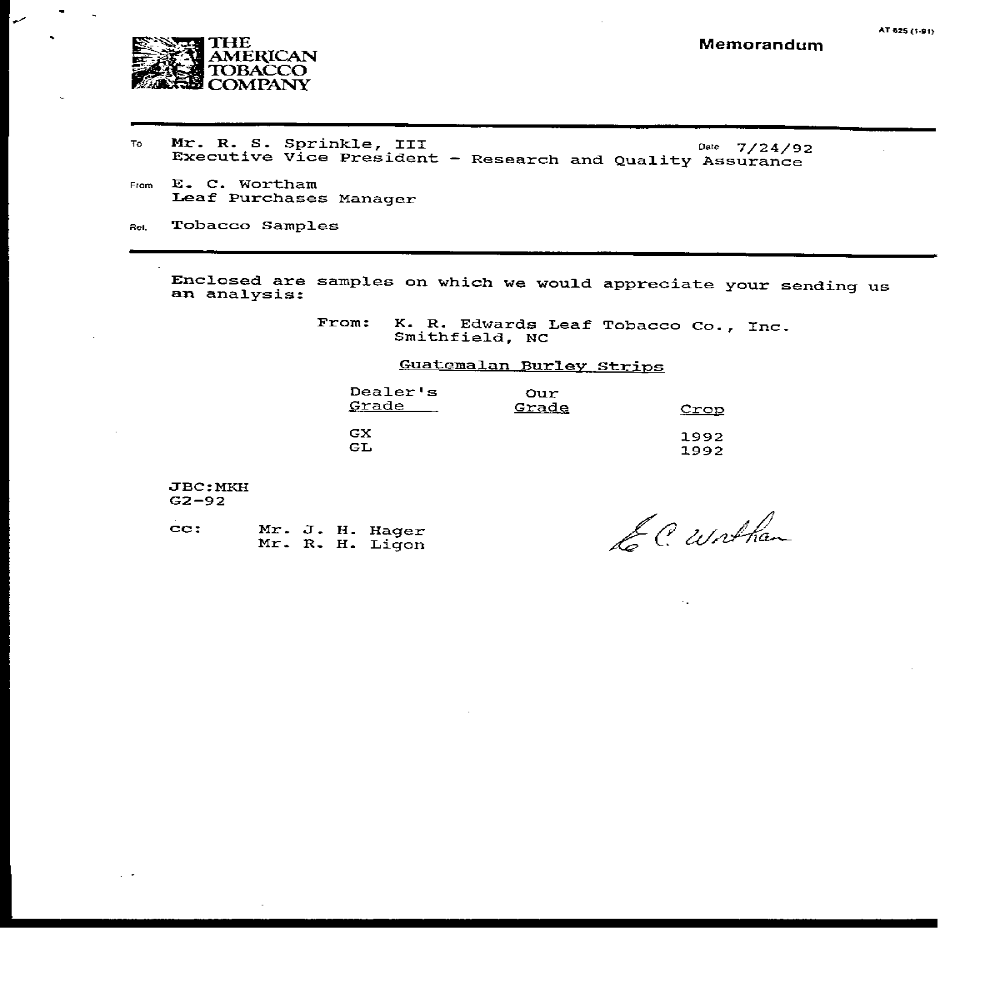 AT 625 (1-91)
THE
AMERICAN
TOBACCO
COMPANY
Memorandum
To Mr. R. S. Sprinkle, III Date 7/24/92
Executive Vice President - Research and Quality Assurance
From E. C. Wortham
Leaf Purchases Manager
Ref. Tobacco Samples
Enclosed are samples on which we would appreciate your sending us
an analysis:
From: K. R. Edwards Leaf Tobacco Co., Inc.
Smithfield, NC
Guatemalan Burley Strips
Dealer's Our
Grade Grade Crop
GX 1992
GL 1992
JBC:MKH
G2-92
cc: Mr. J. H. Hager
Mr. R. H. Ligon
E C. Wortham